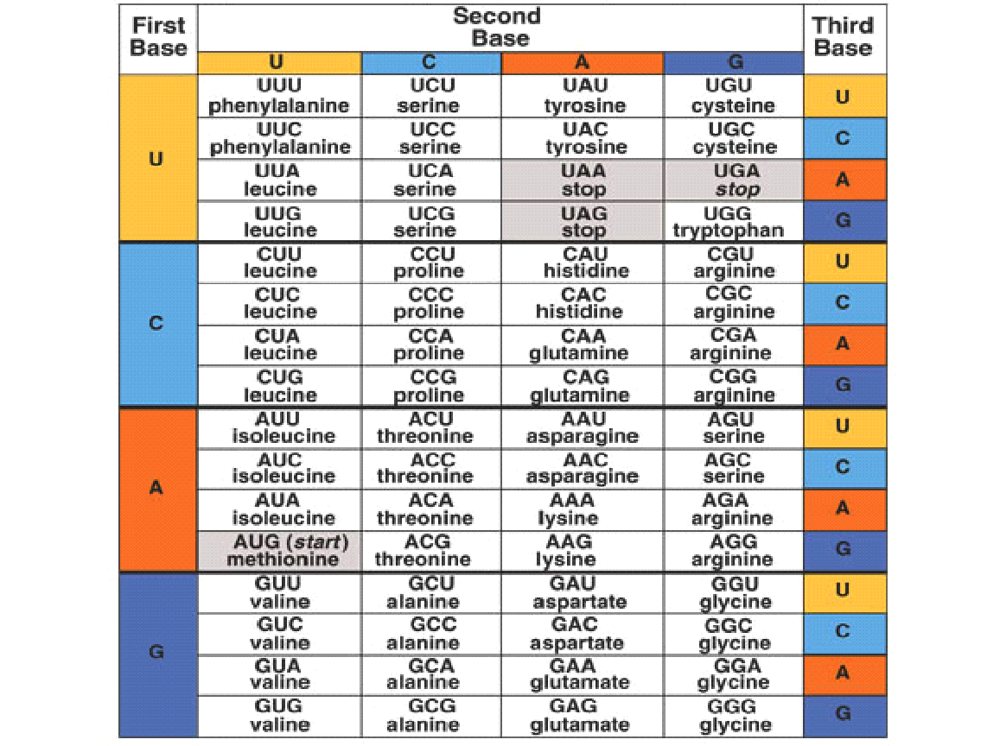 First Base
Second Base
Third Base
U C A G
UUU UCU UAU UGU
phenylalanine serine tyrosine cysteine
U
UUC UCC UAC UGC
phenylalanine serine tyrosine cysteine
C
U
UUA UCA UAA UGA
leucine serine stop stop
A
UUG UCG UAG UGG
leucine serine stop tryptophan
G
CUU CCU CAU CGU
leucine proline histidine arginine
U
CUC CCC CAC CGC
leucine proline histidine arginine
C
C
CUA CCA CAA CGA
leucine proline glutamine arginine
A
CUG CCG CAG CGG
leucine proline glutamine arginine
G
AUU ACU AAU AGU
isoleucine threonine asparagine serine
U
AUC ACC AAC AGC
isoleucine threonine asparagine serine
C
A
AUA ACA AAA AGA
isoleucine threonine lysine arginine
A
AUG (start) ACG AAG AGG
methionine threonine lysine arginine
G
GUU GCU GAU GGU
valine alanine aspartate glycine
U
GUC GCC GAC GGC
valine alanine aspartate glycine
C
G
GUA GCA GAA GGA
valine alanine glutamate glycine
A
GUG GCG GAG GGG
valine alanine glutamate glycine
G